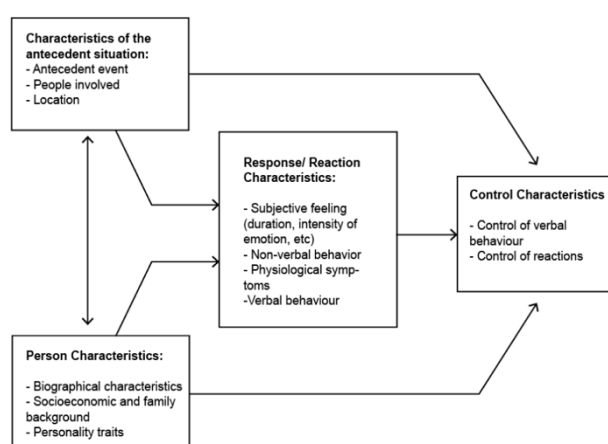 Characteristics of the
antecedent situation:
- Antecedent event
- People involved
- Location
Response/ Reaction
Characteristics:
- Subjective feeling
(duration, intensity of
emotion, etc)
- Non-verbal behavior
- Physiological symp-
toms
-Verbal behaviour
Control Characteristics
- Control of verbal
behaviour
- Control of reactions
Person Characteristics:
- Biographical characteristics
- Socioeconomic and family
background
- Personality traits